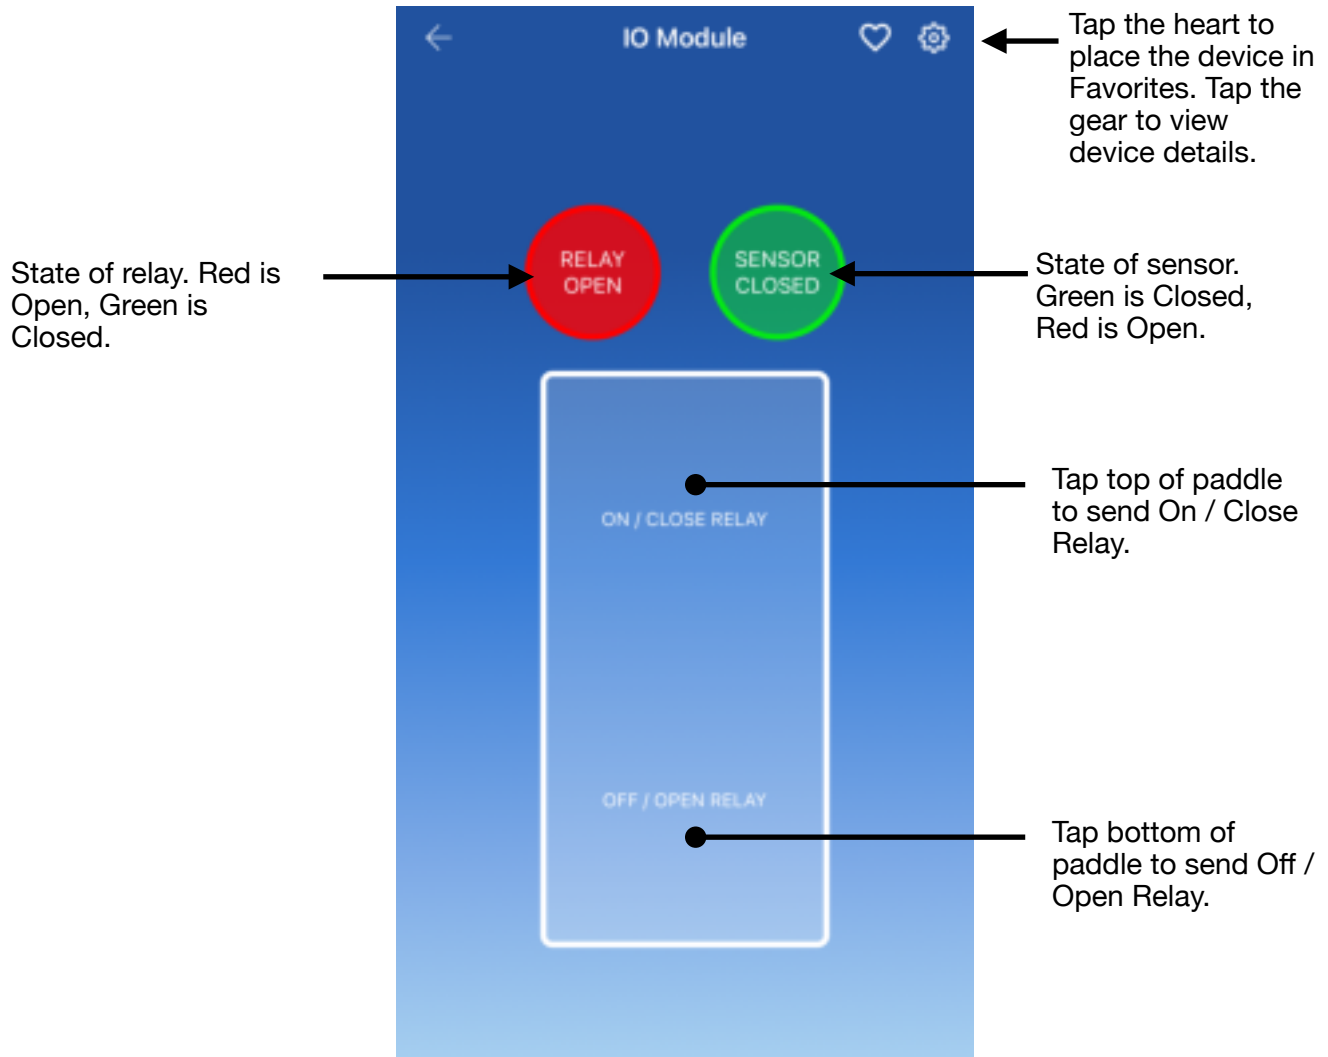 IO Module
Tap the heart to
place the device in
Favorites. Tap the
gear to view
device details.
State of relay. Red is
Open, Green is
Closed.
RELAY
OPEN
SENSOR
CLOSED
State of sensor.
Green is Closed,
Red is Open.
ON / CLOSE RELAY
Tap top of paddle
to send On / Close
Relay.
OFF / OPEN RELAY
Tap bottom of
paddle to send Off /
Open Relay.